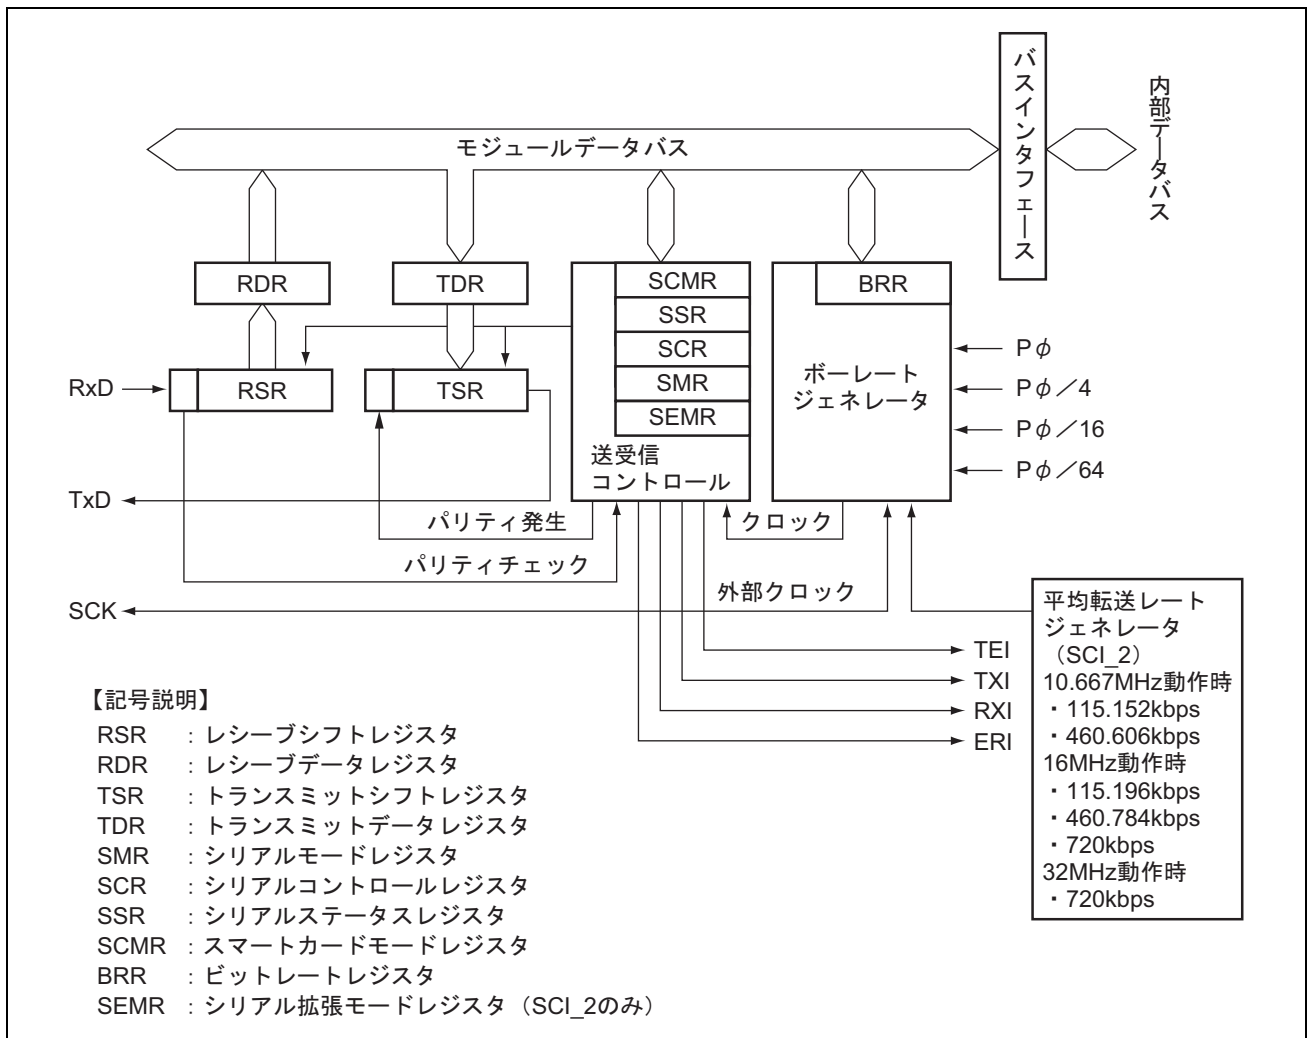 バスインタフェース
内部データバス
モジュールデータバス
RDR
TDR
SCMR
BRR
SSR
SCR
SMR
SEMR
送受信
コントロール
ボーレート
ジェネレータ
Pφ
Pφ／4
Pφ／16
Pφ／64
RxD
RSR
TSR
TxD
パリティ発生
クロック
パリティチェック
外部クロック
SCK
TEI
TXI
RXI
ERI
平均転送レート
ジェネレータ
（SCI_2）
10.667MHz動作時
・115.152kbps
・460.606kbps
16MHz動作時
・115.196kbps
・460.784kbps
・720kbps
32MHz動作時
・720kbps
【記号説明】
RSR ：レシーブシフトレジスタ
RDR ：レシーブデータレジスタ
TSR ：トランスミットシフトレジスタ
TDR ：トランスミットデータレジスタ
SMR ：シリアルモードレジスタ
SCR ：シリアルコントロールレジスタ
SSR ：シリアルステータスレジスタ
SCMR ：スマートカードモードレジスタ
BRR ：ビットレートレジスタ
SEMR ：シリアル拡張モードレジスタ（SCI_2のみ）